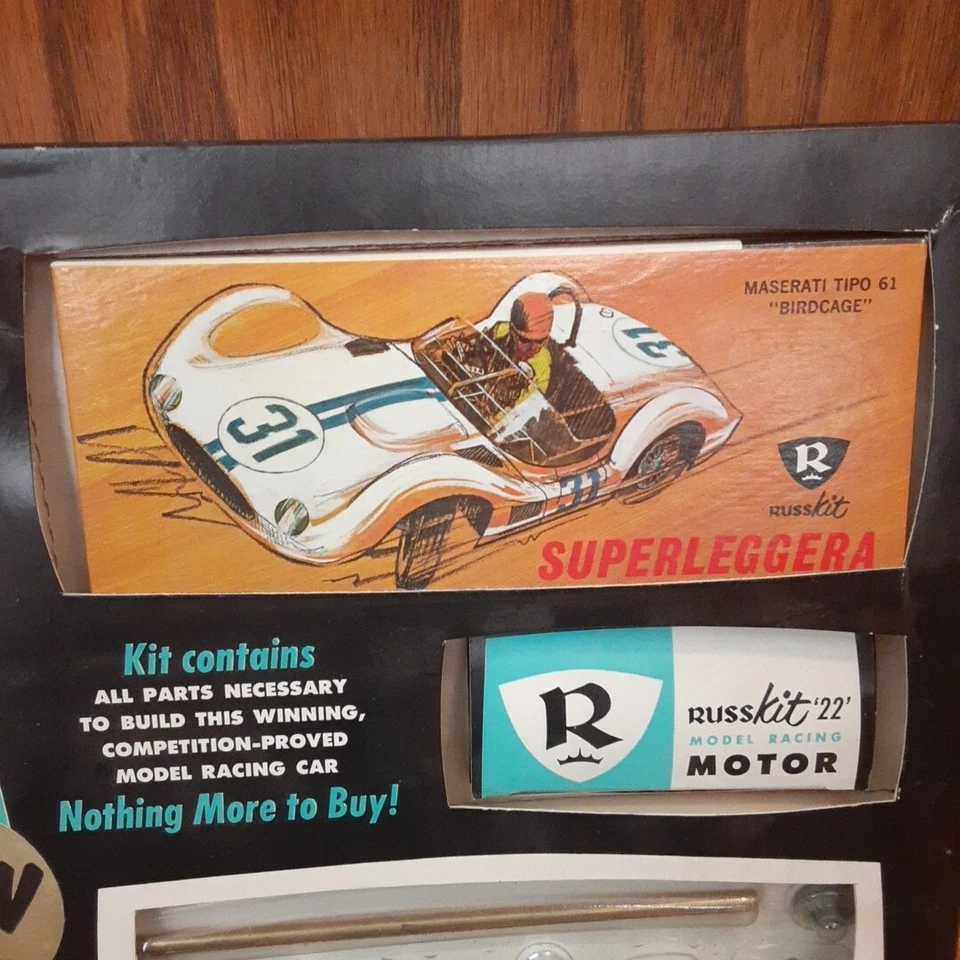 MASERATI TIPO 61
"BIRDCAGE"
31
31
31
R
RUSSkit
SUPERLEGGERA
Kit contains
ALL PARTS NECESSARY
TO BUILD THIS WINNING,
COMPETITION-PROVED
MODEL RACING CAR
Nothing More to Buy!
R
RUSSkit '22'
MODEL RACING
MOTOR